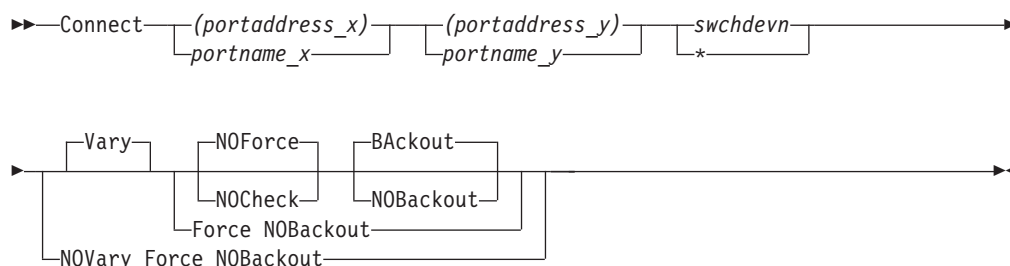 Connect (portaddress_x) (portaddress_y) swchdevn
portname_x portname_y *
Vary NOForce BAckout
NOCheck NOBackout
Force NOBackout
NOVary Force NOBackout